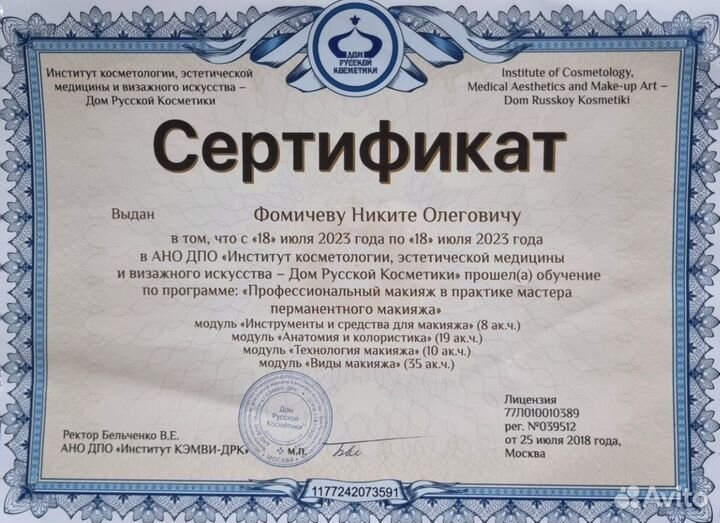 ДОМ
РУССКОЙ
КОСМЕТИКИ
Институт косметологии, эстетической
медицины и визажного искусства –
Дом Русской Косметики
Institute of Cosmetology,
Medical Aesthetics and Make-up Art –
Dom Russkoy Kosmetiki
Сертификат
Выдан Фомичеву Никите Олеговичу
в том, что с «18» июля 2023 года по «18» июля 2023 года
в АНО ДПО «Институт косметологии, эстетической медицины
и визажного искусства – Дом Русской Косметики» прошел(а) обучение
по программе: «Профессиональный макияж в практике мастера
перманентного макияжа»
модуль «Инструменты и средства для макияжа» (8 ак.ч.)
модуль «Анатомия и колористика» (19 ак.ч.)
модуль «Технология макияжа» (10 ак.ч.)
модуль «Виды макияжа» (35 ак.ч.)
Дом
Русской
Косметики
МОСКВА
Ректор Бельченко В.Е.
АНО ДПО «Институт КЭМВИ-ДРК»
м.п.
Лицензия
77Л010010389
рег. №039512
от 25 июля 2018 года,
Москва
1177242073591
Avito